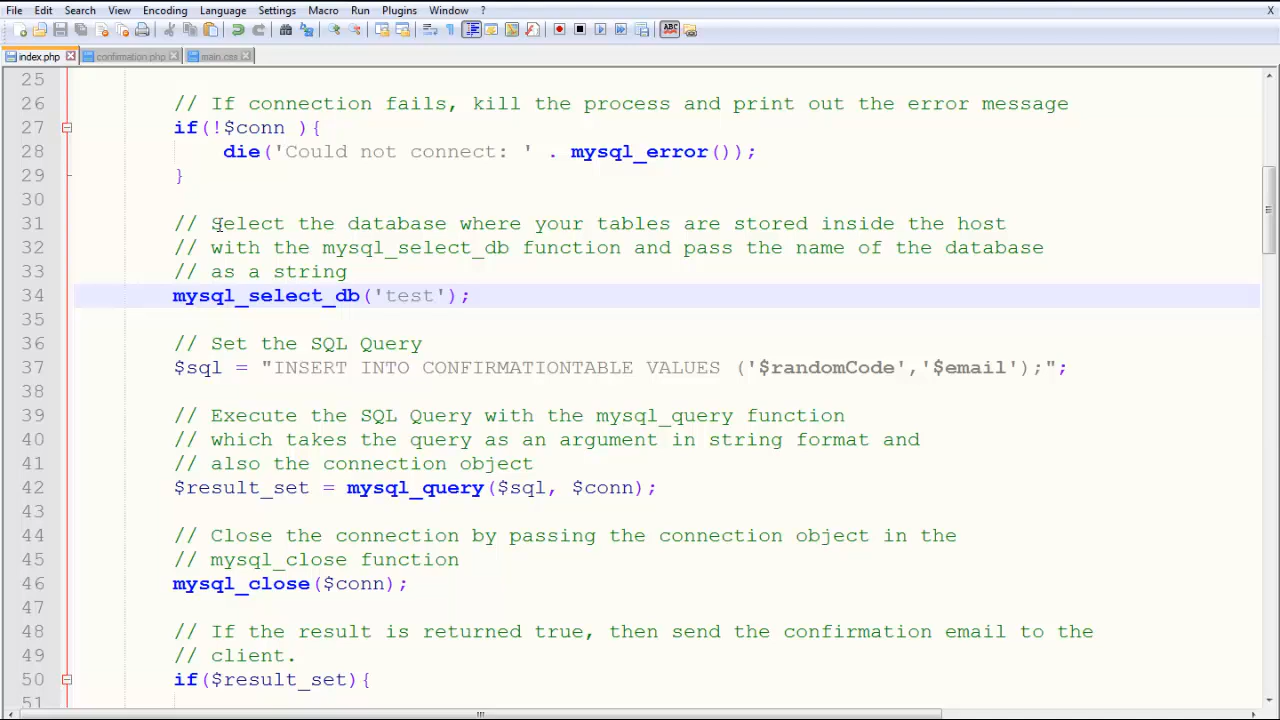 File Edit Search View Encoding Language Settings Macro Run Plugins Window ? X
index.php confirmation.php main.css
25
26 // If connection fails, kill the process and print out the error message
27 if(!$conn ){
28 die('Could not connect: ' . mysql_error());
29 }
30
31 // Select the database where your tables are stored inside the host
32 // with the mysql_select_db function and pass the name of the database
33 // as a string
34 mysql_select_db('test');
35
36 // Set the SQL Query
37 $sql = "INSERT INTO CONFIRMATIONTABLE VALUES ('$randomCode','$email');";
38
39 // Execute the SQL Query with the mysql_query function
40 // which takes the query as an argument in string format and
41 // also the connection object
42 $result_set = mysql_query($sql, $conn);
43
44 // Close the connection by passing the connection object in the
45 // mysql_close function
46 mysql_close($conn);
47
48 // If the result is returned true, then send the confirmation email to the
49 // client.
50 if($result_set){
51